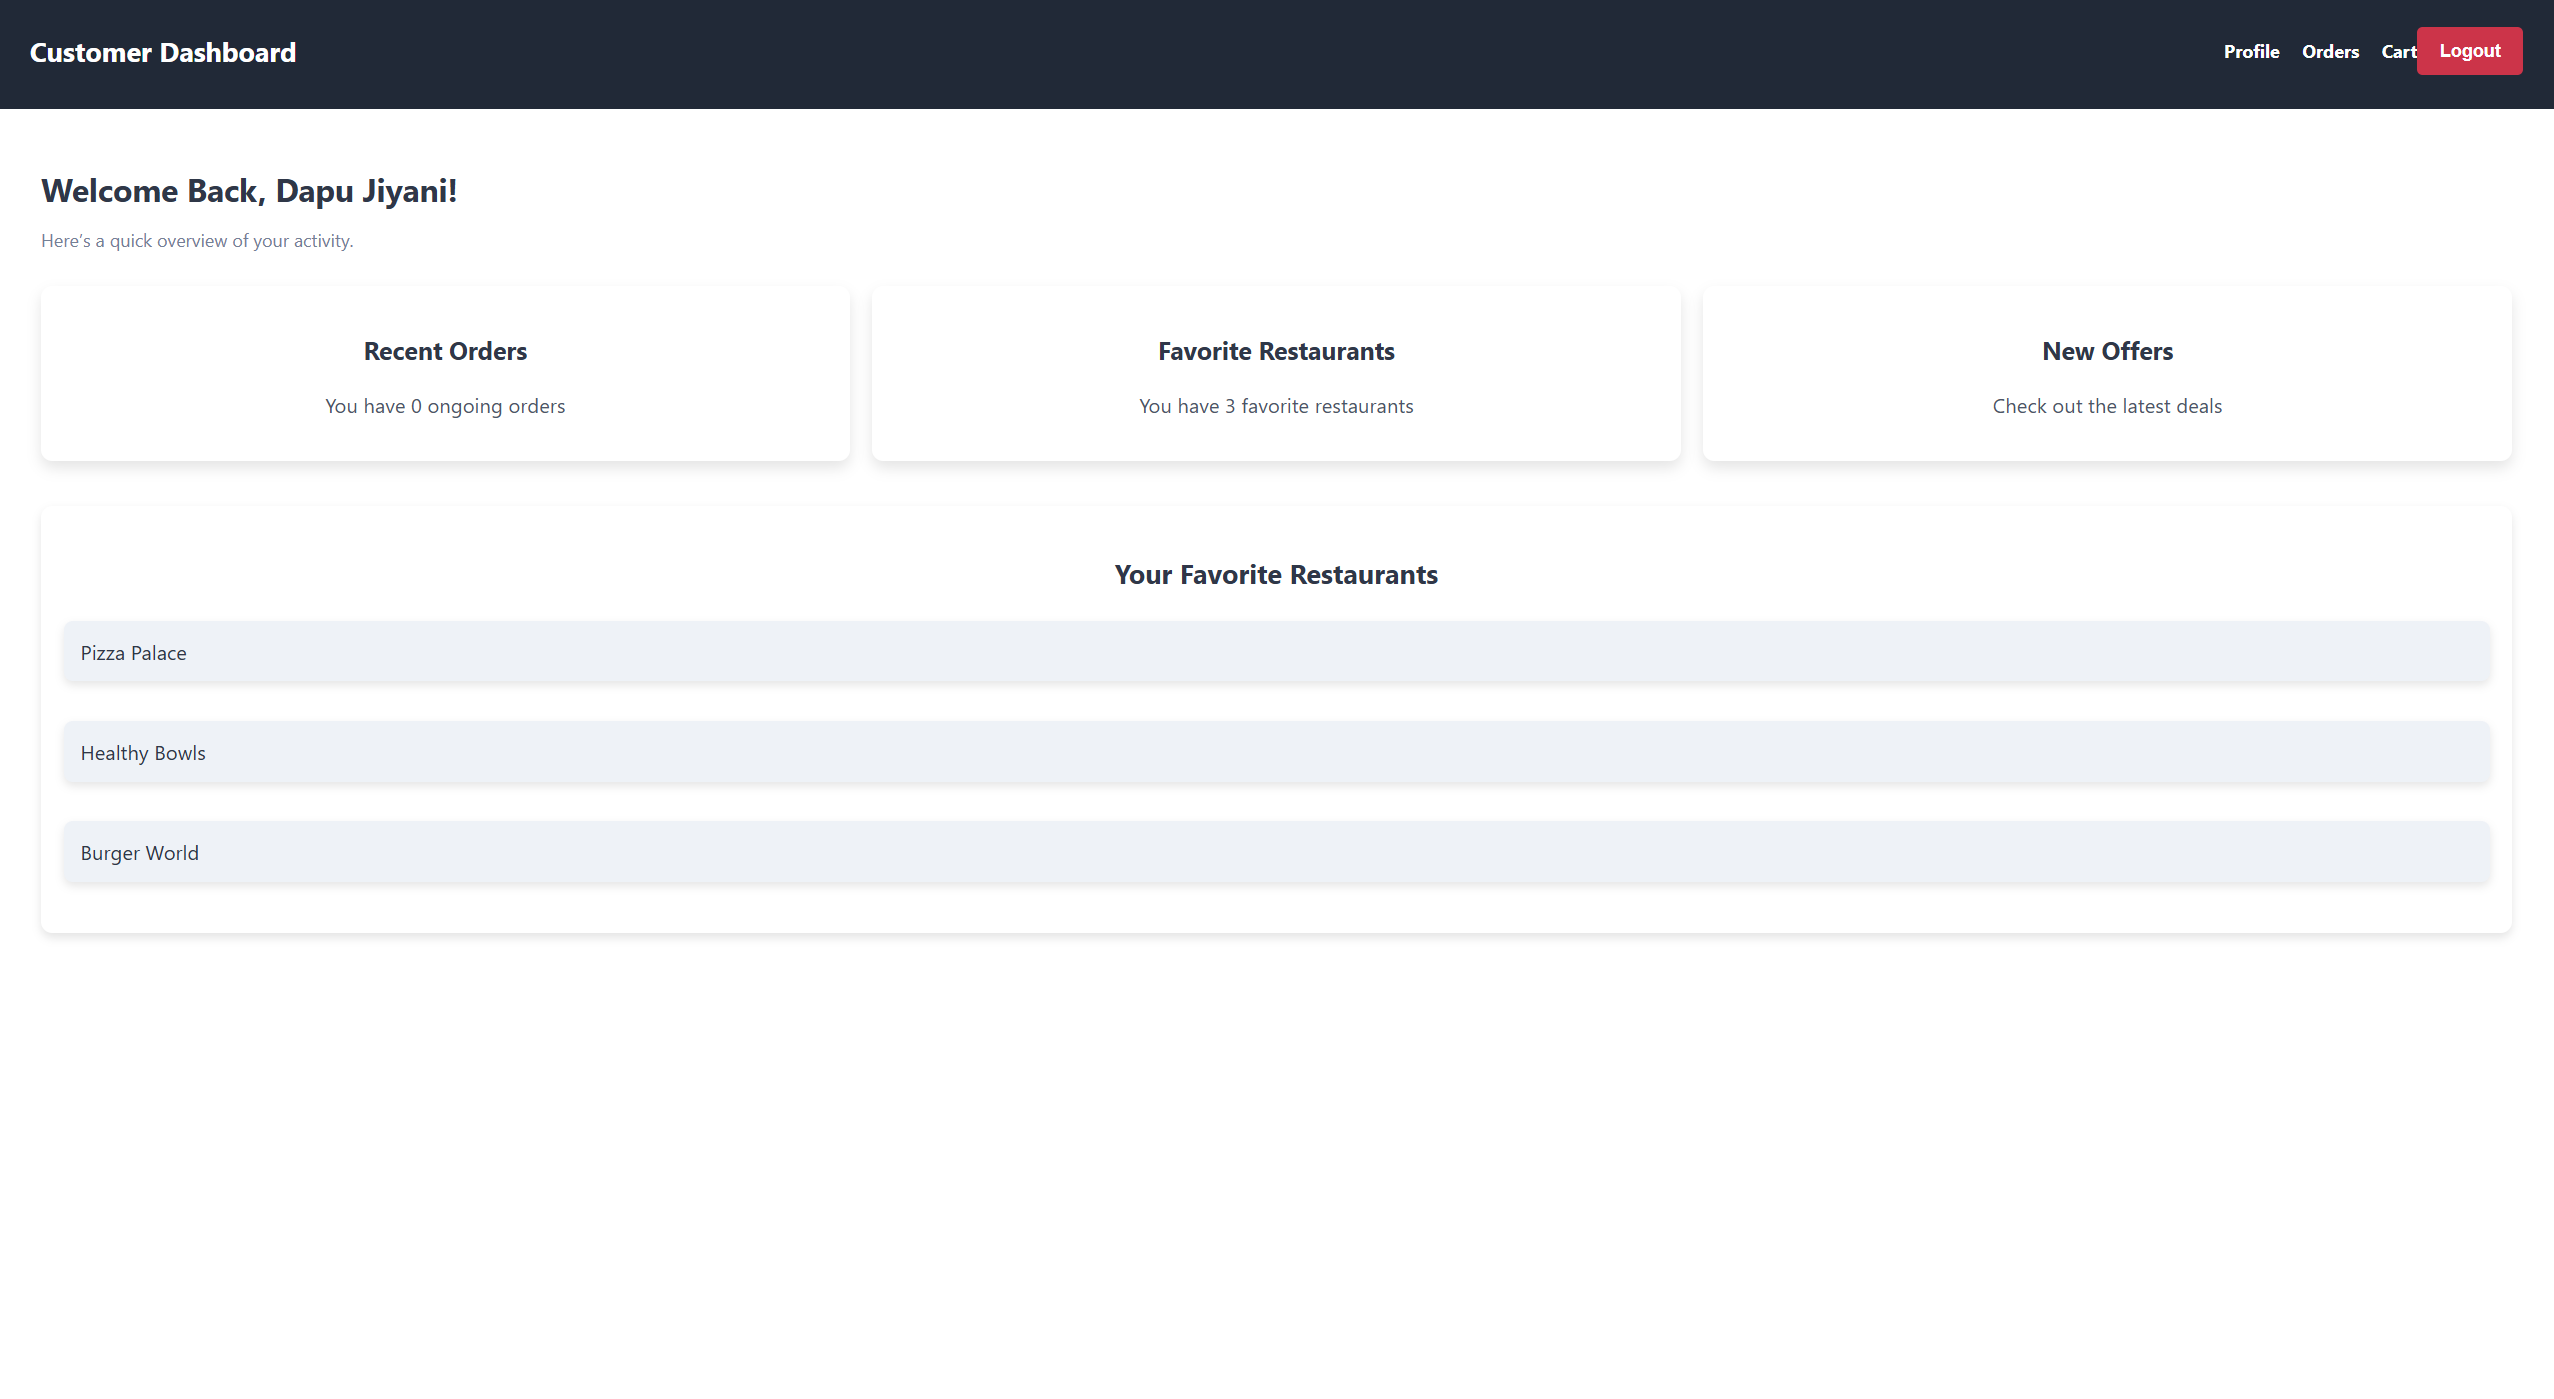 Customer Dashboard
Profile Orders Cart Logout
Welcome Back, Dapu Jiyani!
Here’s a quick overview of your activity.
Recent Orders
You have 0 ongoing orders
Favorite Restaurants
You have 3 favorite restaurants
New Offers
Check out the latest deals
Your Favorite Restaurants
Pizza Palace
Healthy Bowls
Burger World